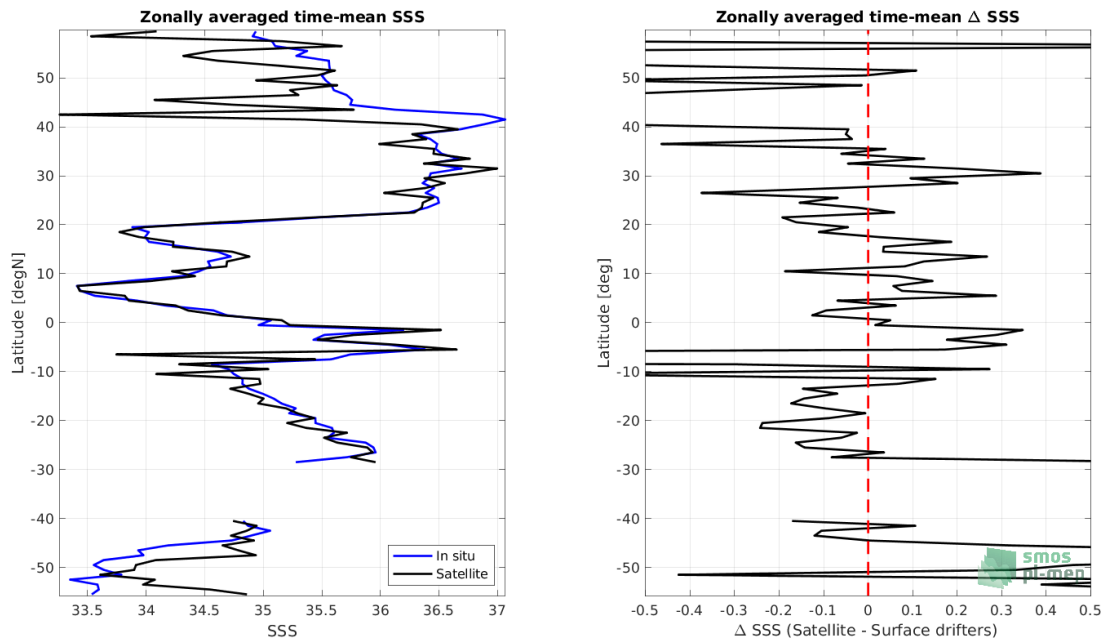 Zonally averaged time-mean SSS
50
40
30
20
10
0
-10
-20
-30
-40
-50
Latitude [degN]
33.5 34 34.5 35 35.5 36 36.5 37
SSS
In situ
Satellite
Zonally averaged time-mean Δ SSS
50
40
30
20
10
0
-10
-20
-30
-40
-50
Latitude [deg]
-0.5 -0.4 -0.3 -0.2 -0.1 0 0.1 0.2 0.3 0.4 0.5
Δ SSS (Satellite - Surface drifters)
smos
pi-mep